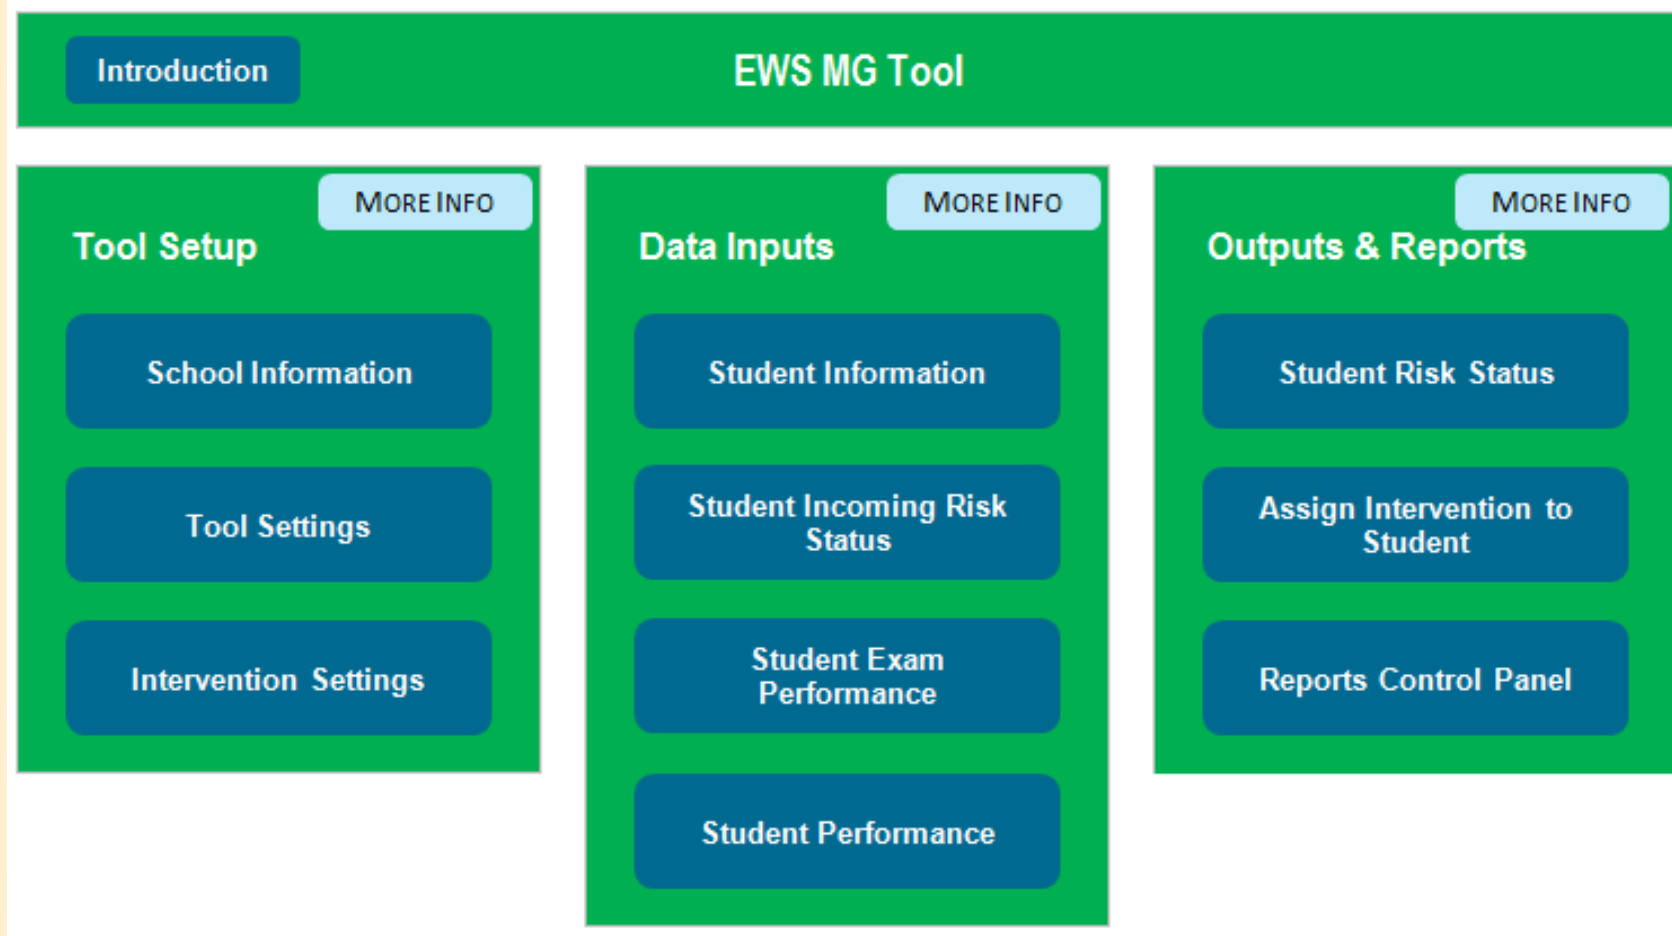 Introduction
EWS MG Tool
MORE INFO
Tool Setup
School Information
Tool Settings
Intervention Settings
MORE INFO
Data Inputs
Student Information
Student Incoming Risk
Status
Student Exam
Performance
Student Performance
MORE INFO
Outputs & Reports
Student Risk Status
Assign Intervention to
Student
Reports Control Panel